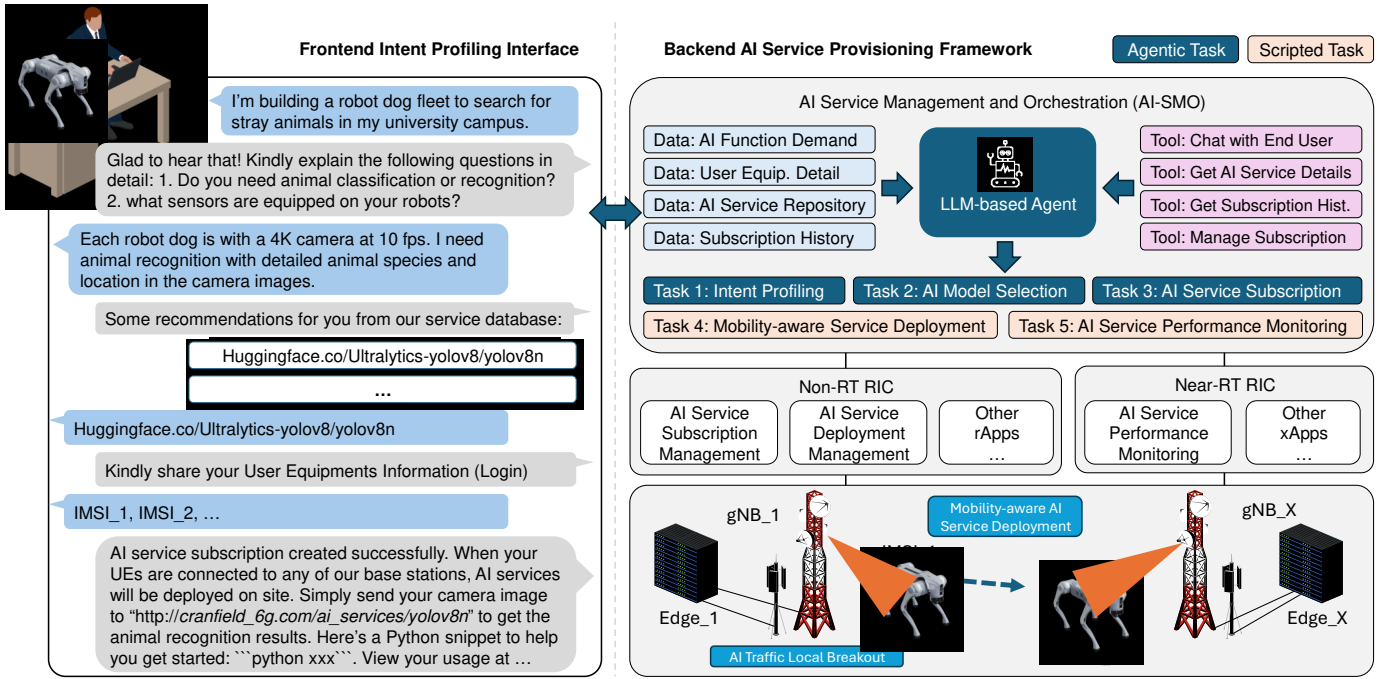 Frontend Intent Profiling Interface
I'm building a robot dog fleet to search for
stray animals in my university campus.
Glad to hear that! Kindly explain the following questions in
detail: 1. Do you need animal classification or recognition?
2. what sensors are equipped on your robots?
Each robot dog is with a 4K camera at 10 fps. I need
animal recognition with detailed animal species and
location in the camera images.
Some recommendations for you from our service database:
Huggingface.co/Ultralytics-yolov8/yolov8n
...
Huggingface.co/Ultralytics-yolov8/yolov8n
Kindly share your User Equipments Information (Login)
IMSI_1, IMSI_2, ...
AI service subscription created successfully. When your
UEs are connected to any of our base stations, AI services
will be deployed on site. Simply send your camera image
to "http://cranfield_6g.com/ai_services/yolov8n" to get the
animal recognition results. Here's a Python snippet to help
you get started: ```python xxx```. View your usage at ...
Backend AI Service Provisioning Framework
Agentic Task
Scripted Task
AI Service Management and Orchestration (AI-SMO)
Data: AI Function Demand
Data: User Equip. Detail
Data: AI Service Repository
Data: Subscription History
LLM-based Agent
Tool: Chat with End User
Tool: Get AI Service Details
Tool: Get Subscription Hist.
Tool: Manage Subscription
Task 1: Intent Profiling
Task 2: AI Model Selection
Task 3: AI Service Subscription
Task 4: Mobility-aware Service Deployment
Task 5: AI Service Performance Monitoring
Non-RT RIC
AI Service
Subscription
Management
AI Service
Deployment
Management
Other
rApps
...
Near-RT RIC
AI Service
Performance
Monitoring
Other
xApps
...
gNB_1
Mobility-aware AI
Service Deployment
gNB_X
Edge_1
Edge_X
AI Traffic Local Breakout